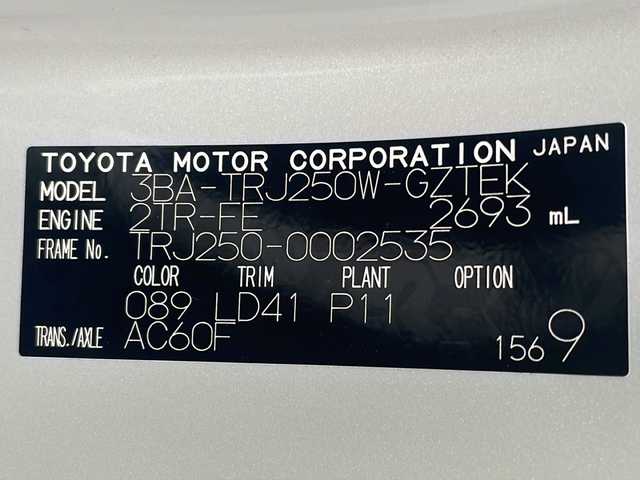 TOYOTA MOTOR CORPORATION JAPAN
MODEL 3BA-TRJ250W-GZTEK
ENGINE 2TR-FE 2693 mL
FRAME No. TRJ250-0002535
COLOR TRIM PLANT OPTION
089 LD41 P11
TRANS./AXLE AC60F 1569